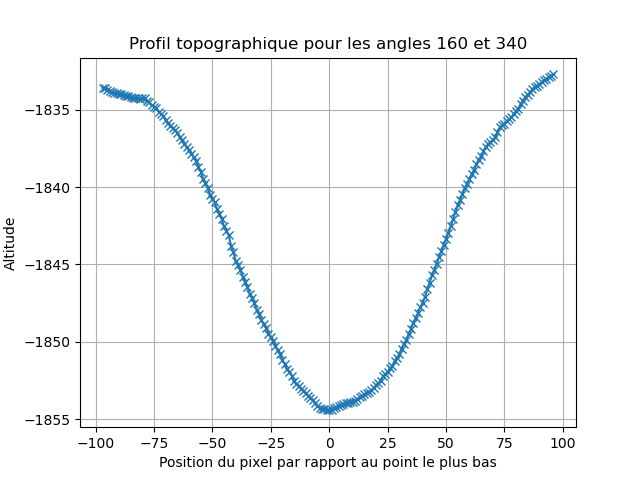 Profil topographique pour les angles 160 et 340
−1835
−1840
−1845
−1850
−1855
Altitude
−100 −75 −50 −25 0 25 50 75 100
Position du pixel par rapport au point le plus bas